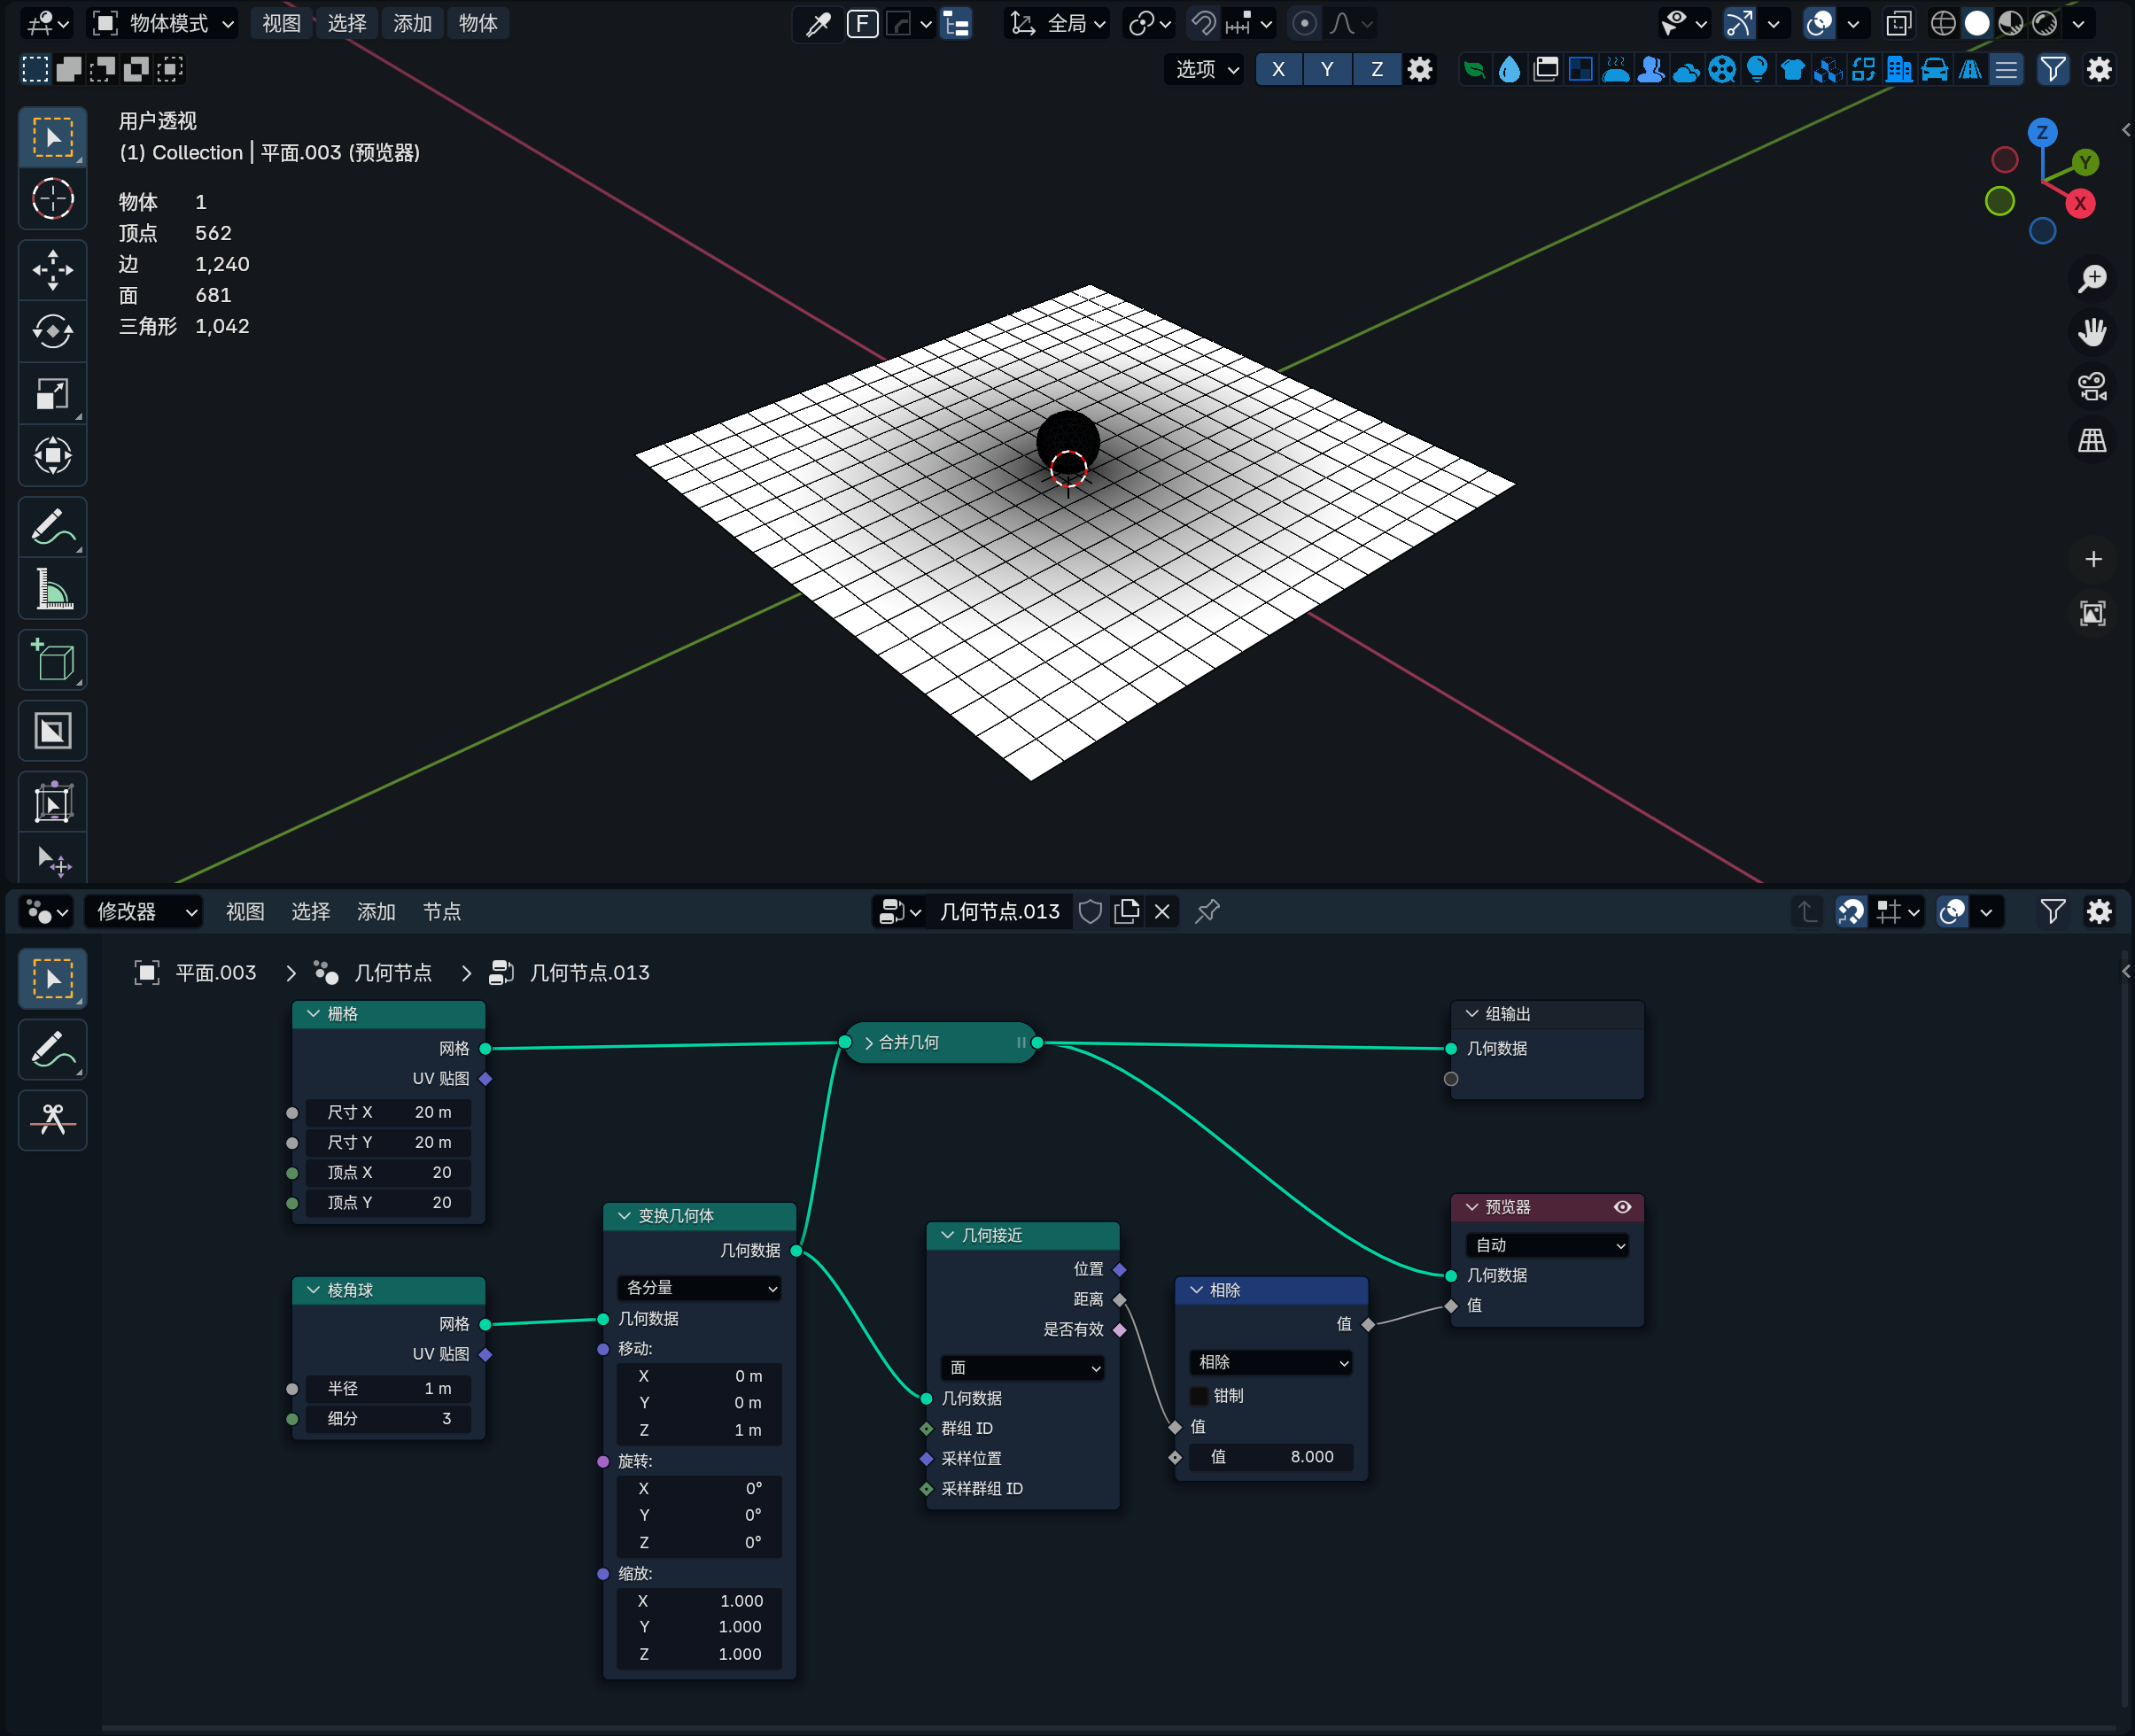 物体模式 视图 选择 添加 物体 F 全局
选项 X Y Z
用户透视
(1) Collection | 平面.003 (预览器)
物体 1
顶点 562
边 1,240
面 681
三角形 1,042
Z
Y
X
修改器 视图 选择 添加 节点 几何节点.013
平面.003 几何节点 几何节点.013
栅格
网格
UV 贴图
尺寸 X 20 m
尺寸 Y 20 m
顶点 X 20
顶点 Y 20
棱角球
网格
UV 贴图
半径 1 m
细分 3
变换几何体
几何数据
各分量
几何数据
移动:
X 0 m
Y 0 m
Z 1 m
旋转:
X 0°
Y 0°
Z 0°
缩放:
X 1.000
Y 1.000
Z 1.000
合并几何
几何接近
位置
距离
是否有效
面
几何数据
群组 ID
采样位置
采样群组 ID
相除
值
相除
钳制
值
值 8.000
组输出
几何数据
预览器
自动
几何数据
值